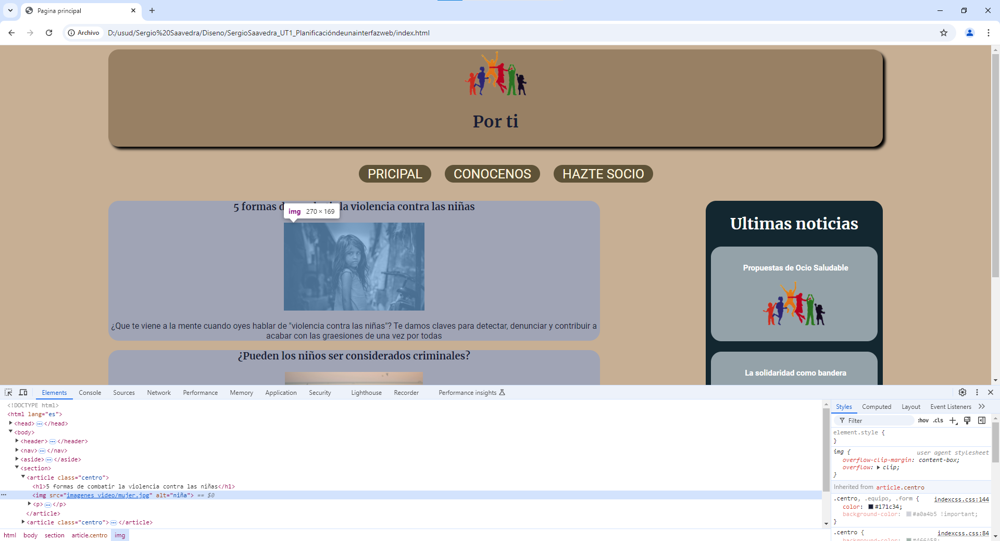 Pagina principal
Archivo
D:/usud/Sergio%20Saavedra/Diseno/SergioSaavedra_UT1_Planificacióndeunainterfazweb/index.html
Por ti
PRICIPAL
CONOCENOS
HAZTE SOCIO
5 formas d la violencia contra las niñas
img 270 × 169
¿Que te viene a la mente cuando oyes hablar de "violencia contra las niñas"? Te damos claves para detectar, denunciar y contribuir a
acabar con las graesiones de una vez por todas
¿Pueden los niños ser considerados criminales?
Ultimas noticias
Propuestas de Ocio Saludable
La solidaridad como bandera
Elements Console Sources Network Performance Memory Application Security Lighthouse Recorder Performance insights
<!DOCTYPE html>
<html lang="es">
<head> ··· </head>
<body>
<header> ··· </header>
<nav> ··· </nav>
<aside> ··· </aside>
<section>
<article class="centro">
<h1>5 formas de combatir la violencia contra las niñas</h1>
··· <img src="imagenes_video/mujer.jpg" alt="niña"> == $0
<p> ··· </p>
</article>
<article class="centro"> ··· </article>
html body section article.centro img
Styles Computed Layout Event Listeners
Filter :hov .cls
element.style {
}
img { user agent stylesheet
overflow-clip-margin: content-box;
overflow: clip;
}
Inherited from article.centro
.centro, .equipo, .form { indexcss.css:144
color: #171c34;
background-color: #a0a4b5 !important;
}
.centro { indexcss.css:84
background-color: #466A58;